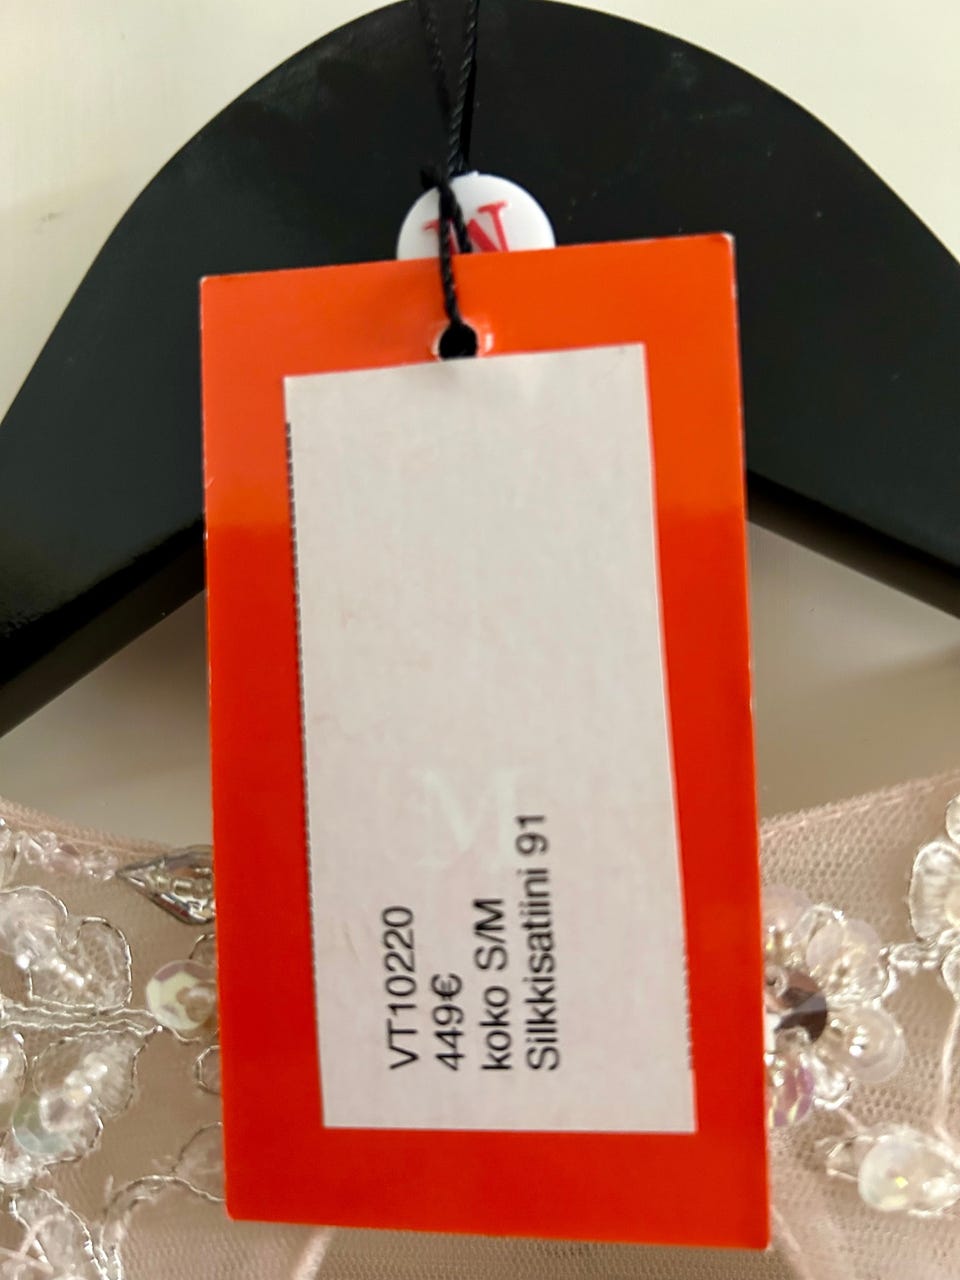 M
M
VT10220
449€
koko S/M
Silkkisatiini 91